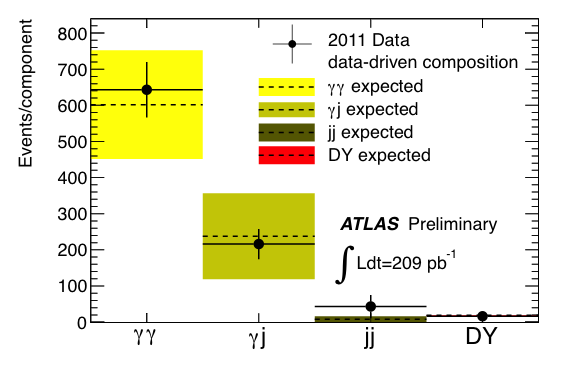 Events/component
800
700
600
500
400
300
200
100
0
2011 Data
data-driven composition
γγ expected
γj expected
jj expected
DY expected
ATLAS Preliminary
∫Ldt=209 pb⁻¹
γγ γj jj DY